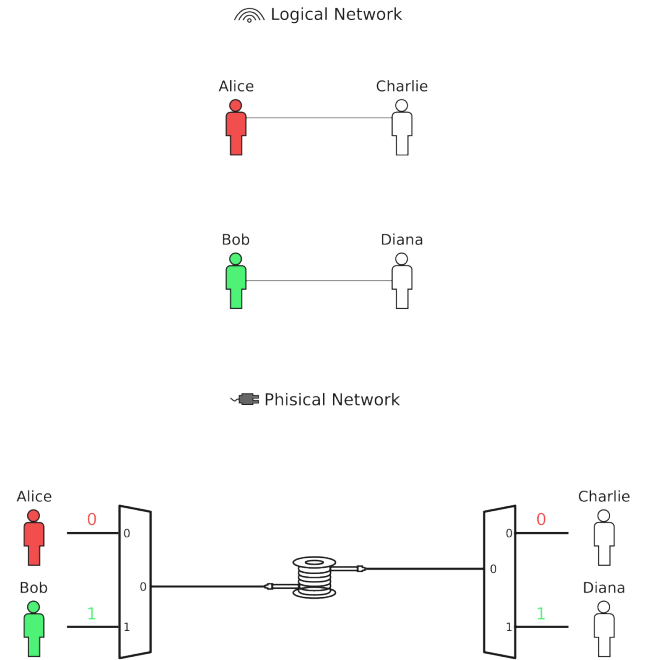 Logical Network
Alice Charlie
Bob Diana
Phisical Network
Alice Charlie
0 0
0 0
0 0
Bob Diana
1 1
1 1